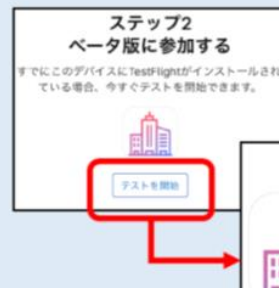 ステップ2
ベータ版に参加する
すでにこのデバイスにTestFlightがインストールされ
ている場合、今すぐテストを開始できます。
テストを開始